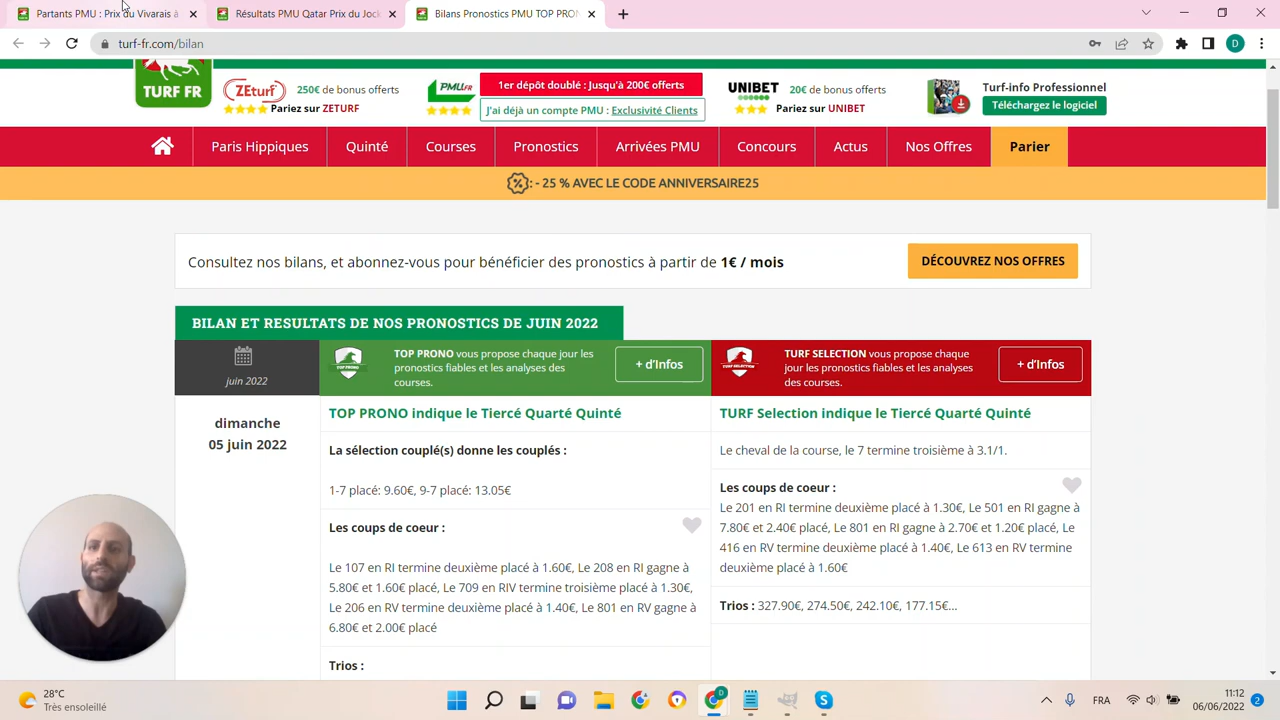 Partants PMU : Prix du Vivarais à
Résultats PMU Qatar Prix du Jock
Bilans Pronostics PMU TOP PRON
turf-fr.com/bilan
D
TURF FR
ZEturf
250€ de bonus offerts
Pariez sur ZETURF
PMU.FR
1er dépôt doublé : Jusqu'à 200€ offerts
J'ai déjà un compte PMU : Exclusivité Clients
UNIBET
20€ de bonus offerts
Pariez sur UNIBET
Turf-info Professionnel
Téléchargez le logiciel
Paris Hippiques
Quinté
Courses
Pronostics
Arrivées PMU
Concours
Actus
Nos Offres
Parier
: - 25 % AVEC LE CODE ANNIVERSAIRE25
Consultez nos bilans, et abonnez-vous pour bénéficier des pronostics à partir de 1€ / mois
DÉCOUVREZ NOS OFFRES
BILAN ET RESULTATS DE NOS PRONOSTICS DE JUIN 2022
juin 2022
TOP PRONO
TOP PRONO vous propose chaque jour les
pronostics fiables et les analyses des
courses.
+ d'Infos
TURF SELECTION
TURF SELECTION vous propose chaque
jour les pronostics fiables et les analyses
des courses.
+ d'Infos
dimanche
05 juin 2022
TOP PRONO indique le Tiercé Quarté Quinté
La sélection couplé(s) donne les couplés :
1-7 placé: 9.60€, 9-7 placé: 13.05€
Les coups de coeur :
Le 107 en RI termine deuxième placé à 1.60€, Le 208 en RI gagne à
5.80€ et 1.60€ placé, Le 709 en RIV termine troisième placé à 1.30€,
Le 206 en RV termine deuxième placé à 1.40€, Le 801 en RV gagne à
6.80€ et 2.00€ placé
Trios :
TURF Selection indique le Tiercé Quarté Quinté
Le cheval de la course, le 7 termine troisième à 3.1/1.
Les coups de coeur :
Le 201 en RI termine deuxième placé à 1.30€, Le 501 en RI gagne à
7.80€ et 2.40€ placé, Le 801 en RI gagne à 2.70€ et 1.20€ placé, Le
416 en RV termine deuxième placé à 1.40€, Le 613 en RV termine
deuxième placé à 1.60€
Trios : 327.90€, 274.50€, 242.10€, 177.15€...
28°C
Très ensoleillé
D
FRA
11:12
06/06/2022
2